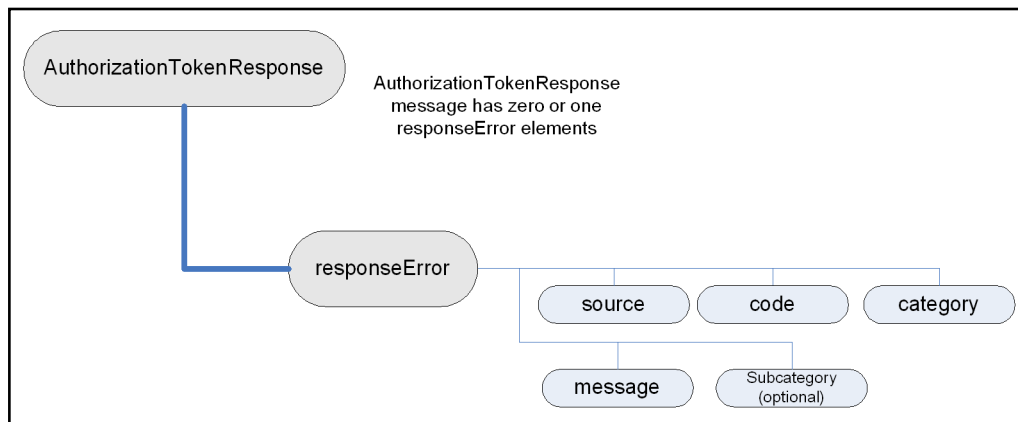 AuthorizationTokenResponse
AuthorizationTokenResponse
message has zero or one
responseError elements
responseError
source
code
category
message
Subcategory
(optional)